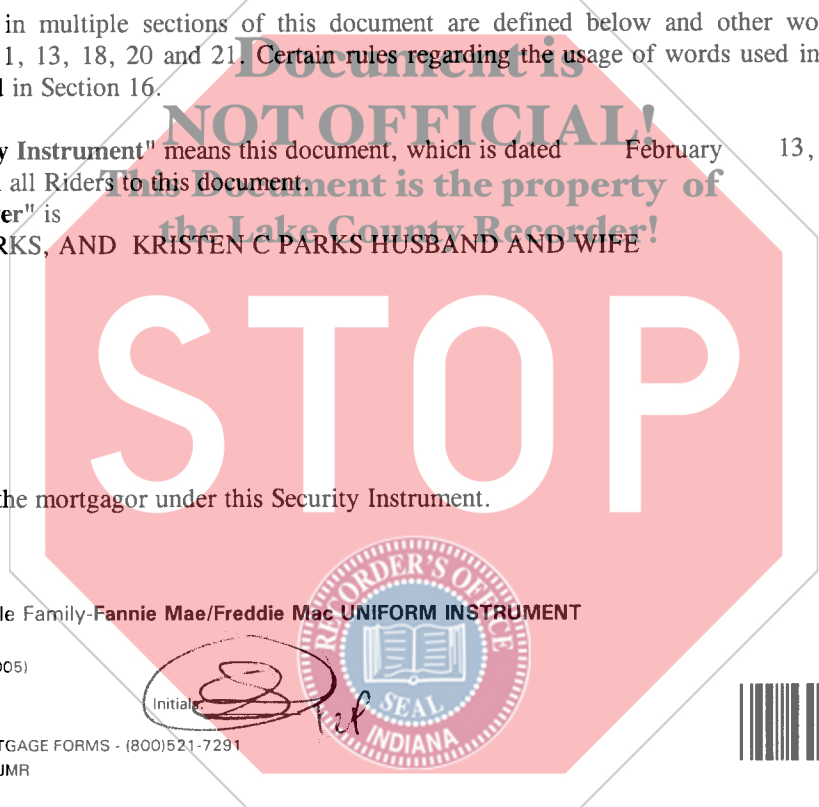 in multiple sections of this document are defined below and other wo
1, 13, 18, 20 and 21. Certain rules regarding the usage of words used in
in Section 16.
Document is
NOT OFFICIAL!
This Document is the property of
the Lake County Recorder!
y Instrument" means this document, which is dated February 13,
all Riders to this document.
er" is
RKS, AND KRISTEN C PARKS HUSBAND AND WIFE
STOP
the mortgagor under this Security Instrument.
RECORDER'S OFFICE
SEAL
INDIANA
le Family-Fannie Mae/Freddie Mac UNIFORM INSTRUMENT
005)
Initials:
TGAGE FORMS - (800)521-7291
JMR